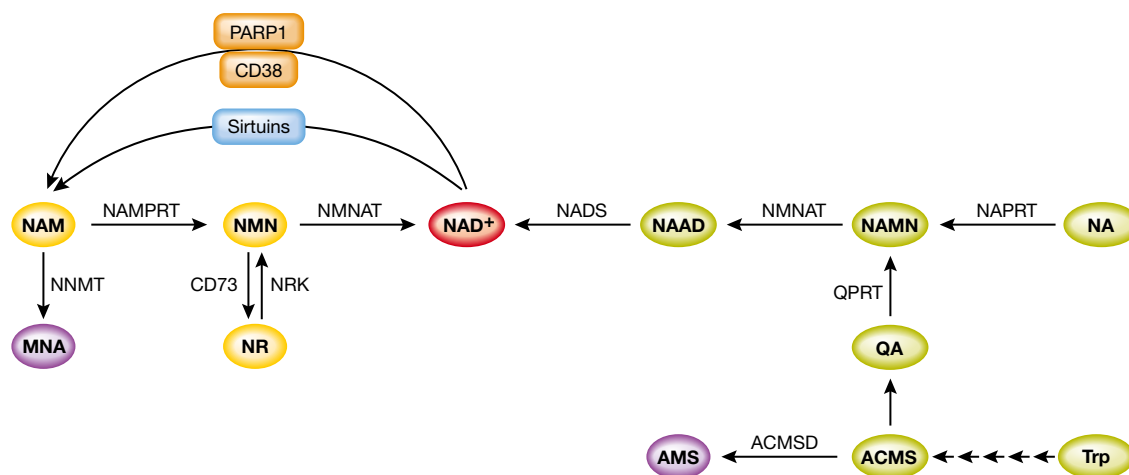 PARP1
CD38
Sirtuins
NAM
NAMPRT
NMN
NMNAT
NAD+
NADS
NAAD
NMNAT
NAMN
NAPRT
NA
NNMT
CD73
NRK
QPRT
MNA
NR
QA
AMS
ACMSD
ACMS
Trp